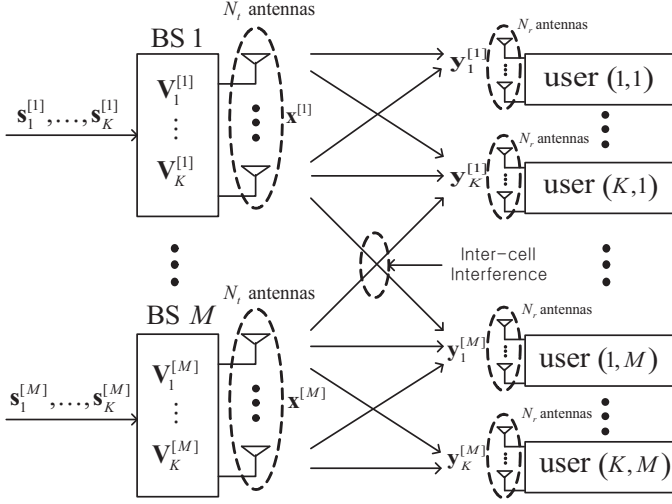 N_t antennas
BS 1
V_1^{[1]}
⋮
V_K^{[1]}
s_1^{[1]},…,s_K^{[1]}
x^{[1]}
y_1^{[1]}
N_r antennas
user (1,1)
y_K^{[1]}
N_r antennas
user (K,1)
Inter-cell
Interference
N_t antennas
BS M
V_1^{[M]}
⋮
V_K^{[M]}
s_1^{[M]},…,s_K^{[M]}
x^{[M]}
y_1^{[M]}
N_r antennas
user (1,M)
y_K^{[M]}
N_r antennas
user (K,M)